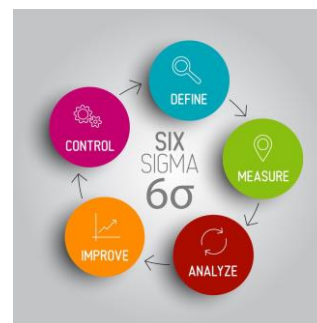 DEFINE
SIX
SIGMA
6σ
CONTROL
MEASURE
IMPROVE
ANALYZE